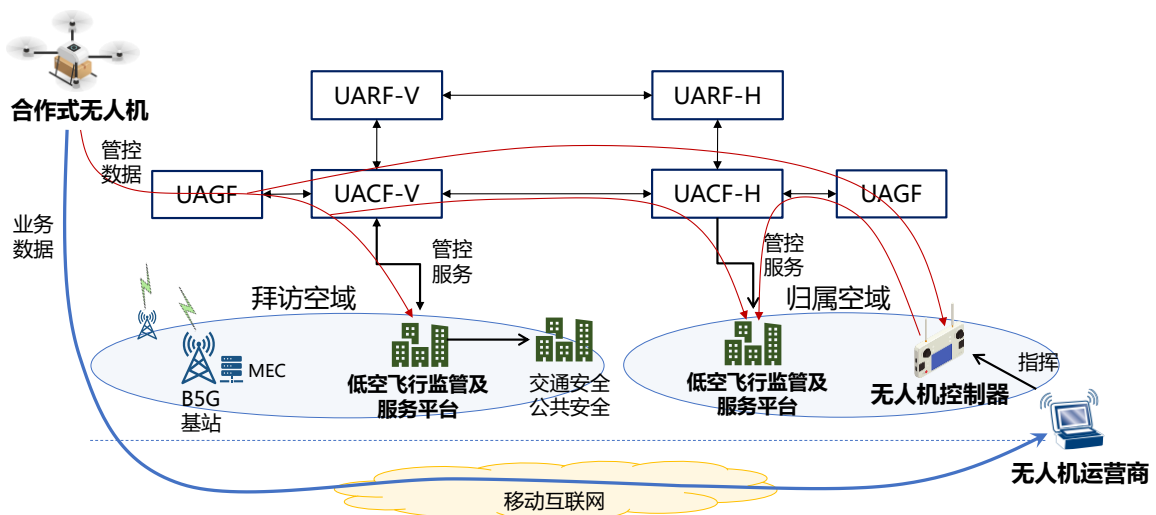 合作式无人机
UARF-V
UARF-H
管控
数据
UAGF
UACF-V
UACF-H
UAGF
业务
数据
管控
服务
管控
服务
拜访空域
归属空域
MEC
B5G
基站
低空飞行监管及
服务平台
交通安全
公共安全
低空飞行监管及
服务平台
无人机控制器
指挥
无人机运营商
移动互联网